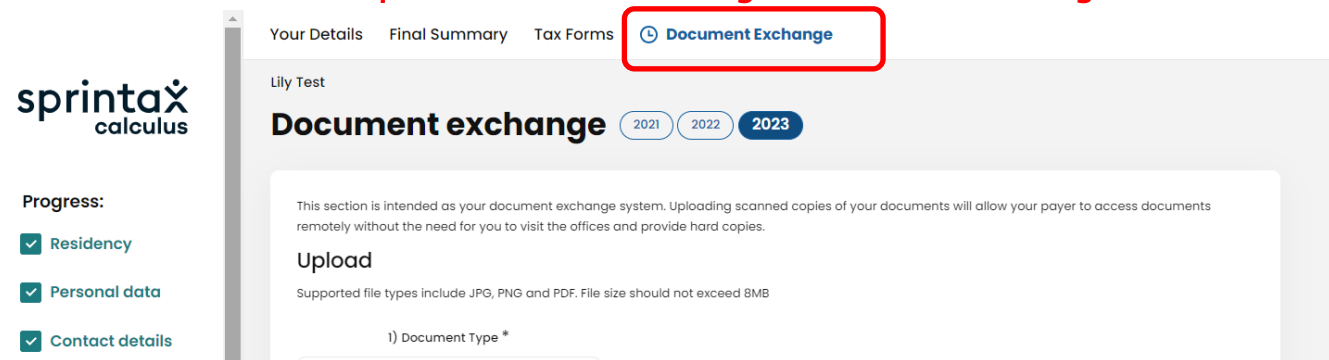 Your Details Final Summary Tax Forms Document Exchange
sprintax
calculus
Lily Test
Document exchange 2021 2022 2023
Progress:
Residency
Personal data
Contact details
This section is intended as your document exchange system. Uploading scanned copies of your documents will allow your payer to access documents
remotely without the need for you to visit the offices and provide hard copies.
Upload
Supported file types include JPG, PNG and PDF. File size should not exceed 8MB
1) Document Type *